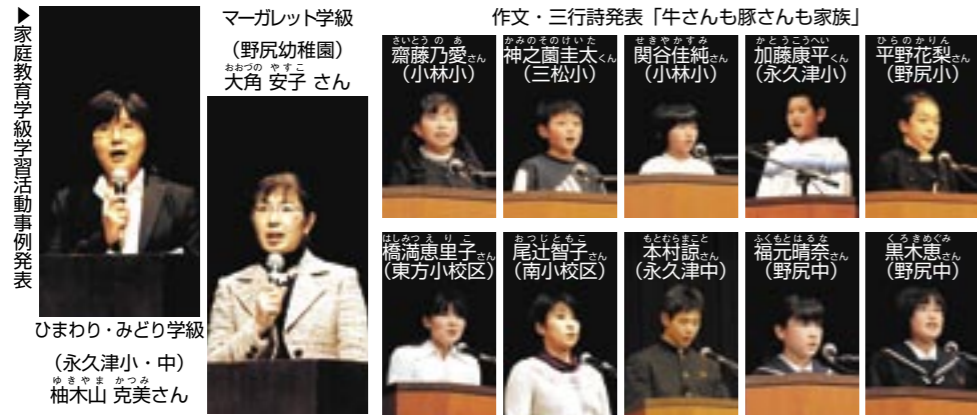 ▶家庭教育学級学習活動事例発表
ひまわり・みどり学級
(永久津小・中)
ゆきやま かつみ
柚木山 克美さん
マーガレット学級
(野尻幼稚園)
おおづの やすこ
大角 安子 さん
作文・三行詩発表「牛さんも豚さんも家族」
さいとう の あ
齋藤乃愛さん
(小林小)
かみのそのけいた
神之薗圭太くん
(三松小)
せきやかすみ
関谷佳純さん
(小林小)
かとうこうへい
加藤康平くん
(永久津小)
ひらのかりん
平野花梨さん
(野尻小)
はしみつ え り こ
橋満恵里子さん
(東方小校区)
おつじともこ
尾辻智子さん
(南小校区)
もとむらまこと
本村諒さん
(永久津中)
ふくもとはるな
福元晴奈さん
(野尻中)
くろきめぐみ
黒木恵さん
(野尻中)